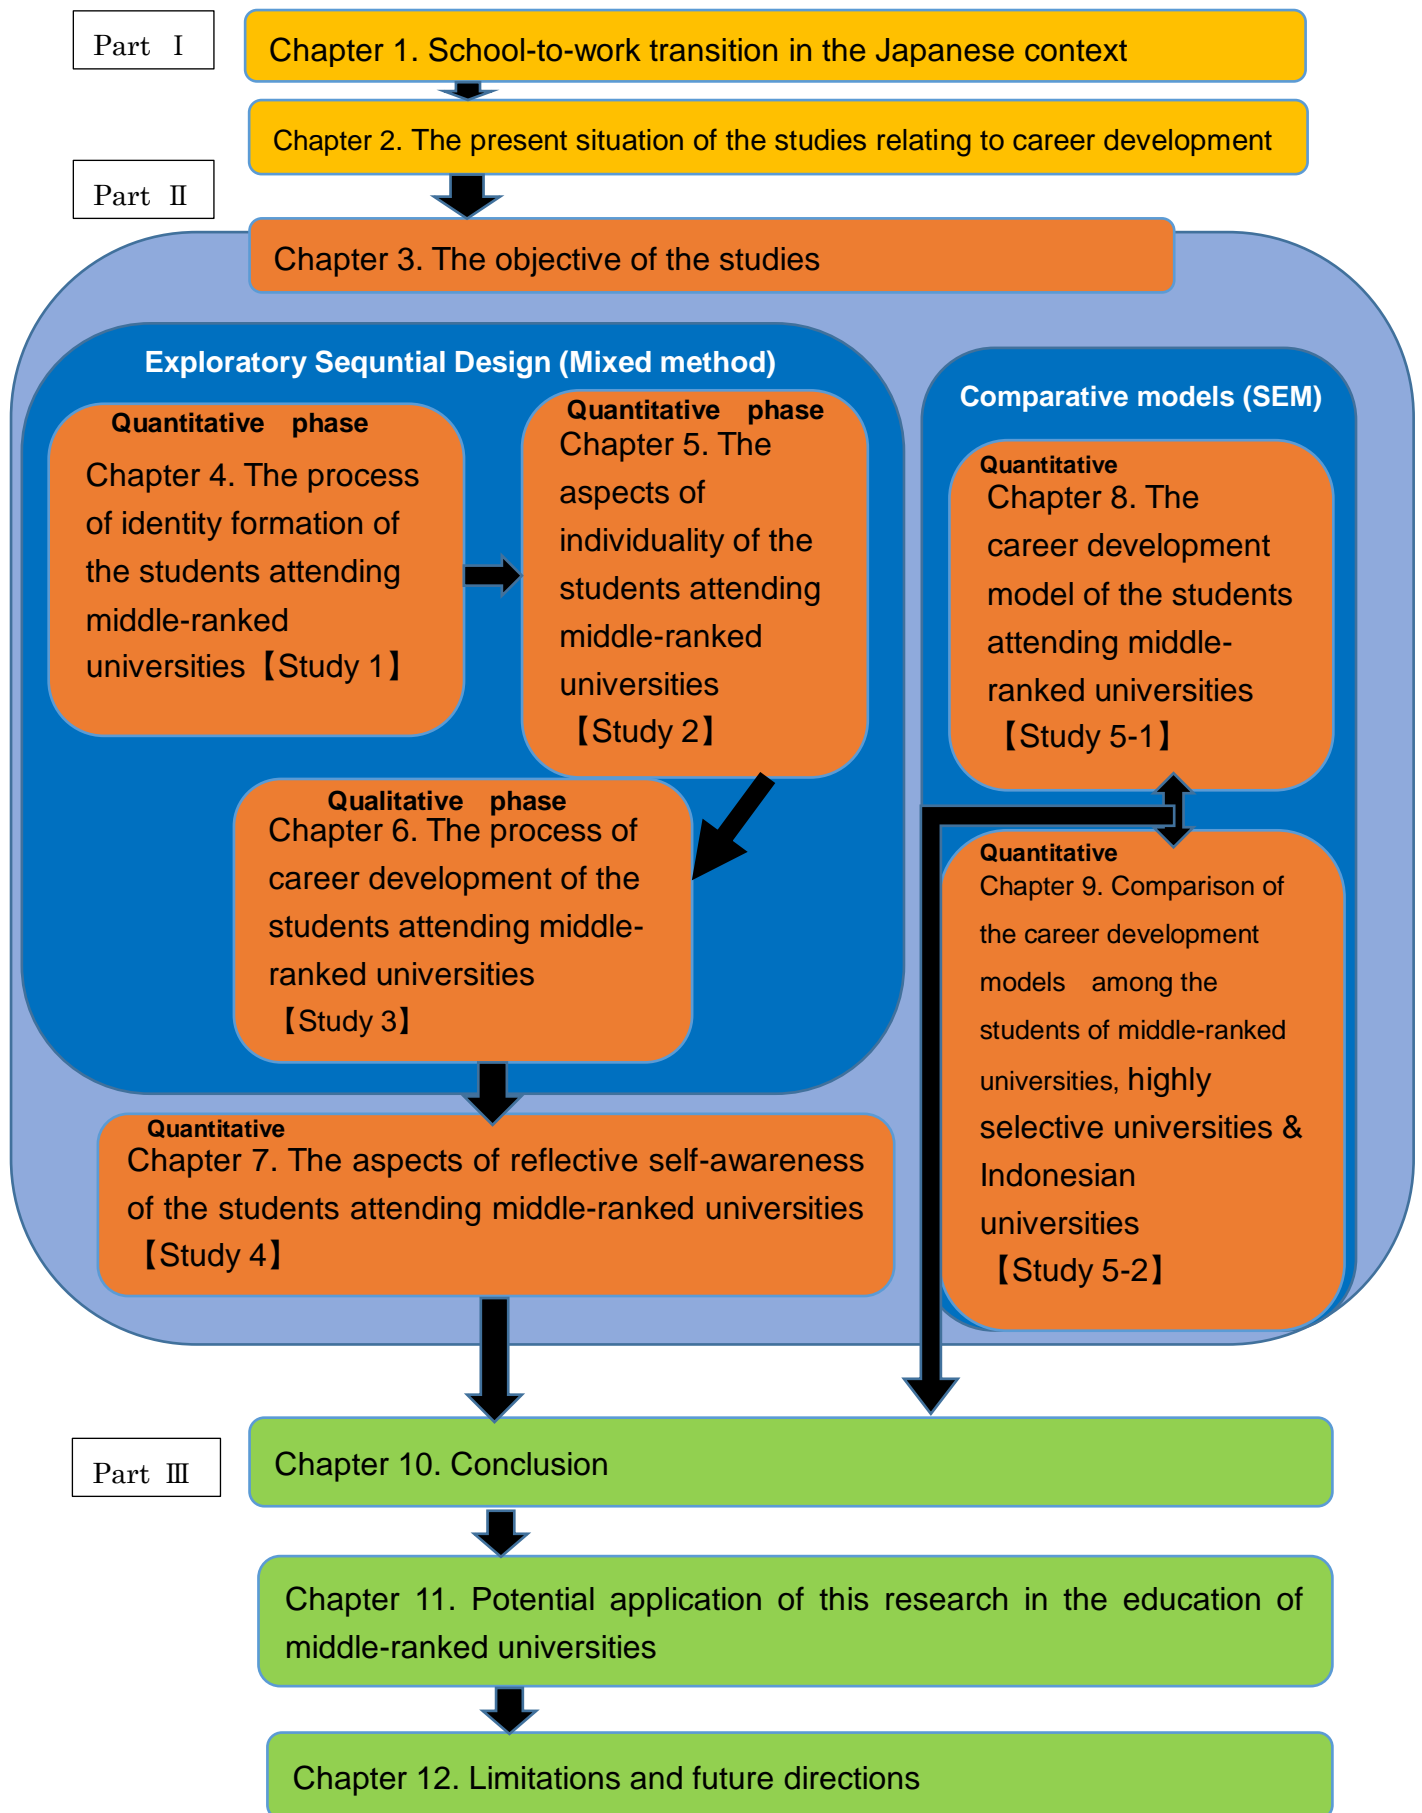 Part Ⅰ
Chapter 1. School-to-work transition in the Japanese context
Chapter 2. The present situation of the studies relating to career development
Part Ⅱ
Chapter 3. The objective of the studies
Exploratory Sequntial Design (Mixed method)
Quantitative phase
Chapter 4. The process
of identity formation of
the students attending
middle-ranked
universities【Study 1】
Quantitative phase
Chapter 5. The
aspects of
individuality of the
students attending
middle-ranked
universities
【Study 2】
Qualitative phase
Chapter 6. The process of
career development of the
students attending middle-
ranked universities
【Study 3】
Quantitative
Chapter 7. The aspects of reflective self-awareness
of the students attending middle-ranked universities
【Study 4】
Comparative models (SEM)
Quantitative
Chapter 8. The
career development
model of the students
attending middle-
ranked universities
【Study 5-1】
Quantitative
Chapter 9. Comparison of
the career development
models among the
students of middle-ranked
universities, highly
selective universities &
Indonesian
universities
【Study 5-2】
Part Ⅲ
Chapter 10. Conclusion
Chapter 11. Potential application of this research in the education of
middle-ranked universities
Chapter 12. Limitations and future directions